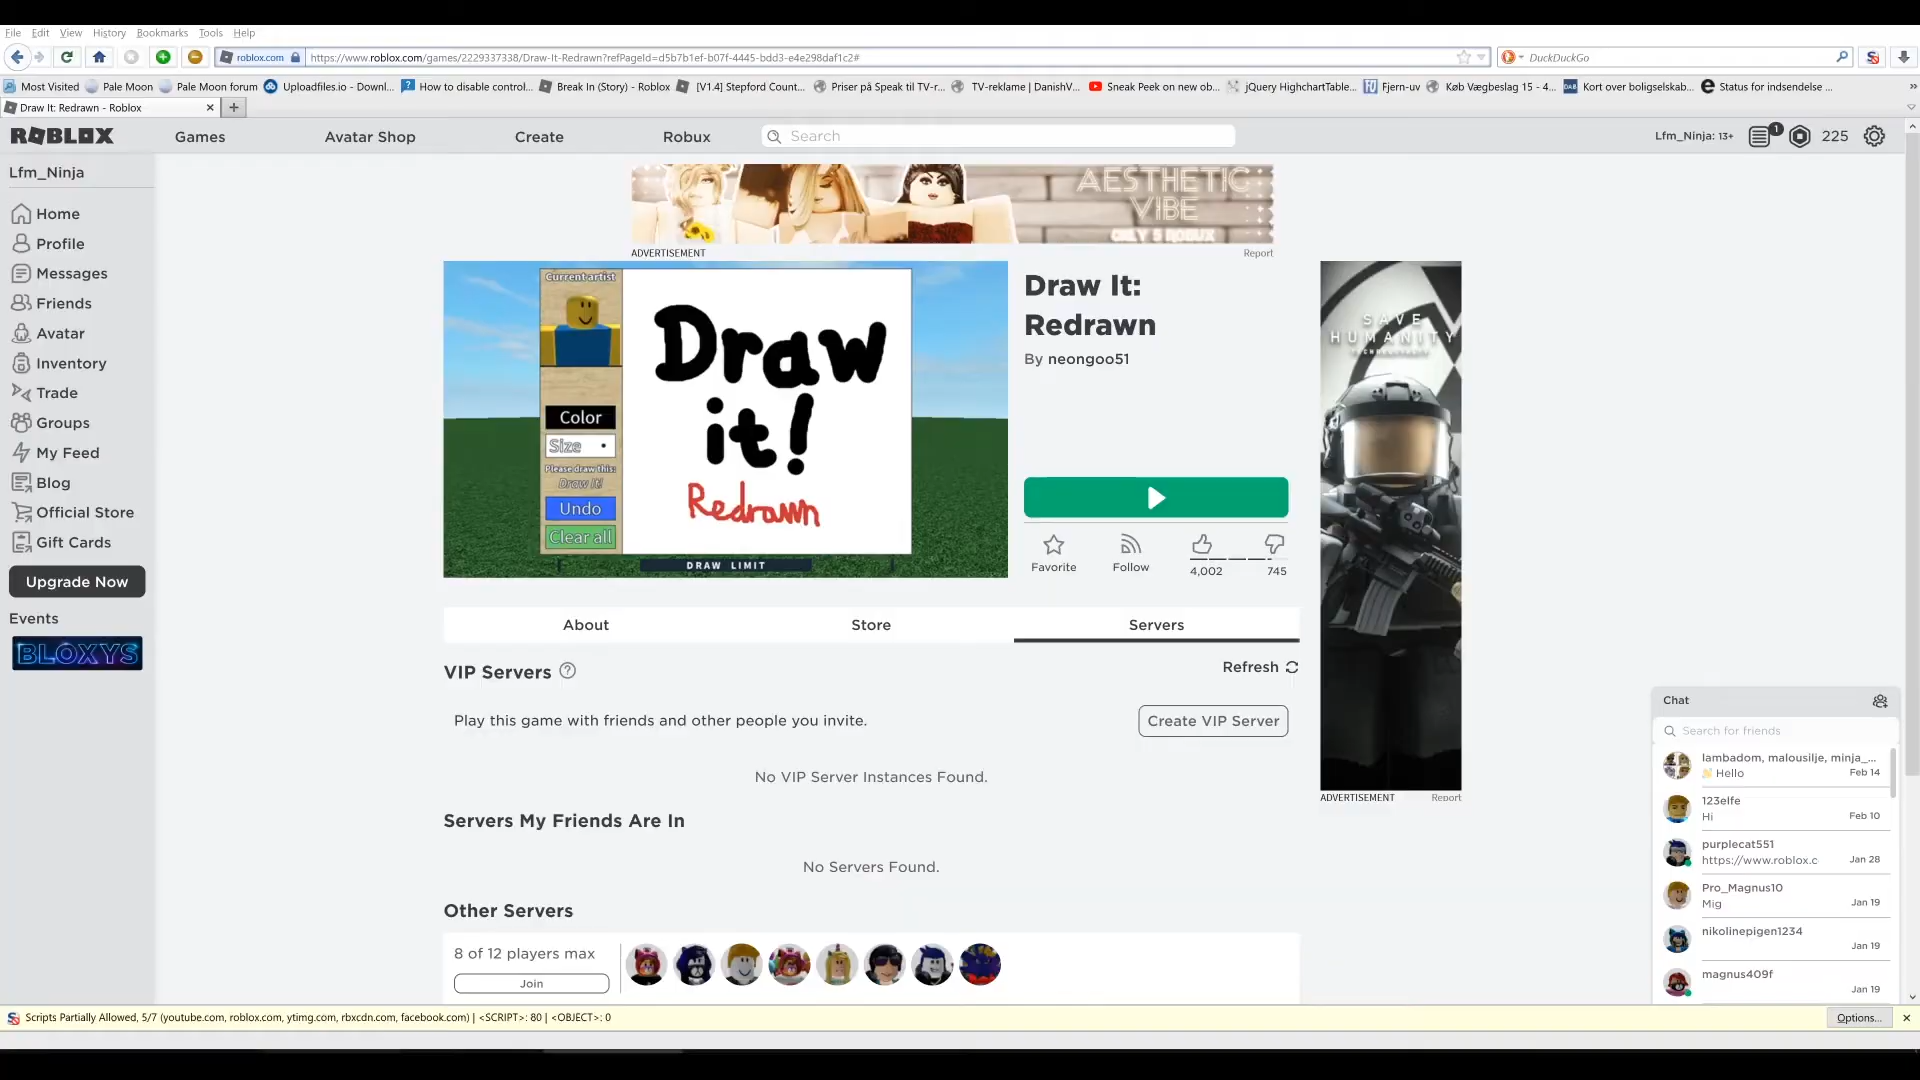 File Edit View History Bookmarks Tools Help
roblox.com https://www.roblox.com/games/2229337338/Draw-It-Redrawn?refPageId=d5b7b1ef-b07f-4445-bdd3-e4e298daf1c2# DuckDuckGo
Most Visited Pale Moon Pale Moon forum Uploadfiles.io - Downl... How to disable control... Break In (Story) - Roblox [V1.4] Stepford Count... Priser på Speak til TV-r... TV-reklame | DanishV... Sneak Peek on new ob... jQuery HighchartTable... Fjern-uv Køb Vægbeslag 15 - 4... Kort over boligselskab... Status for indsendelse ...
Draw It: Redrawn - Roblox
ROBLOX Games Avatar Shop Create Robux Search Lfm_Ninja: 13+ 1 225
Lfm_Ninja
Home
Profile
Messages
Friends
Avatar
Inventory
Trade
Groups
My Feed
Blog
Official Store
Gift Cards
Upgrade Now
Events
BLOXYS
AESTHETIC
VIBE
ONLY 5 ROBUX
ADVERTISEMENT Report
Current artist
Color
Size
Please draw this:
Draw It!
Undo
Clear all
Draw
it!
Redrawn
DRAW LIMIT
Draw It:
Redrawn
By neongoo51
Favorite Follow 4,002 745
SAVE
HUMANITY
ADVERTISEMENT Report
About Store Servers
VIP Servers Refresh
Play this game with friends and other people you invite. Create VIP Server
No VIP Server Instances Found.
Servers My Friends Are In
No Servers Found.
Other Servers
8 of 12 players max
Join
Chat
Search for friends
lambadom, malousilje, minja_...
Hello Feb 14
123elfe
Hi Feb 10
purplecat551
https://www.roblox.c Jan 28
Pro_Magnus10
Mig Jan 19
nikolinepigen1234
Jan 19
magnus409f
Jan 19
Scripts Partially Allowed, 5/7 (youtube.com, roblox.com, ytimg.com, rbxcdn.com, facebook.com) | <SCRIPT>: 80 | <OBJECT>: 0 Options...